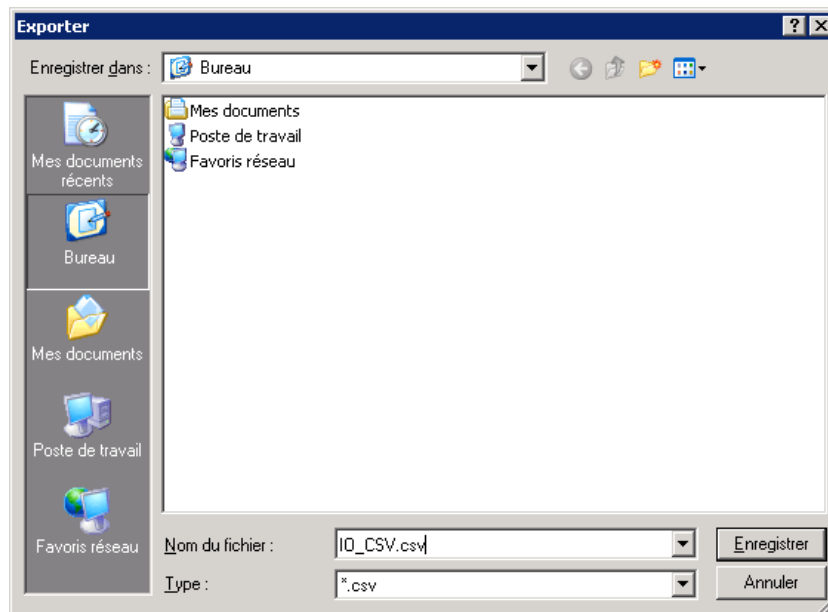 Exporter
Enregistrer dans :
Bureau
Mes documents récents
Bureau
Mes documents
Poste de travail
Favoris réseau
Mes documents
Poste de travail
Favoris réseau
Nom du fichier :
IO_CSV.csv
Enregistrer
Type :
*.csv
Annuler